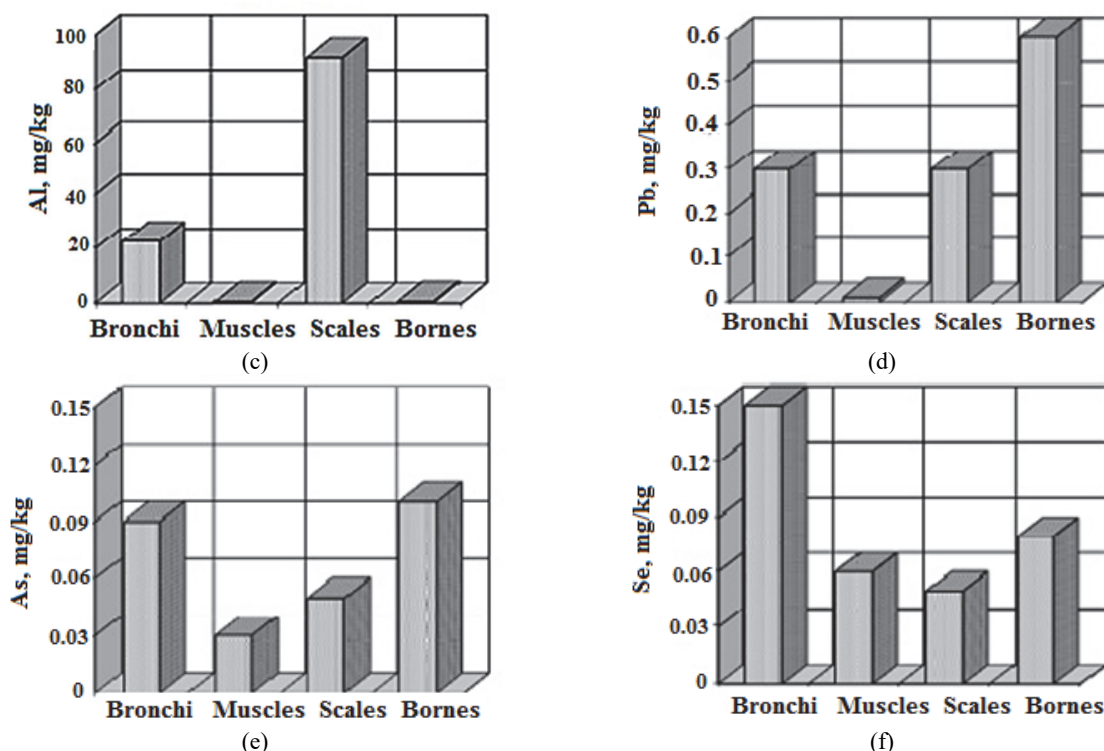 Al, mg/kg
100
80
60
40
20
0
Bronchi Muscles Scales Bornes
(c)
Pb, mg/kg
0.6
0.5
0.4
0.3
0.2
0.1
0
Bronchi Muscles Scales Bornes
(d)
As, mg/kg
0.15
0.12
0.09
0.06
0.03
0
Bronchi Muscles Scales Bornes
(e)
Se, mg/kg
0.15
0.12
0.09
0.06
0.03
0
Bronchi Muscles Scales Bornes
(f)